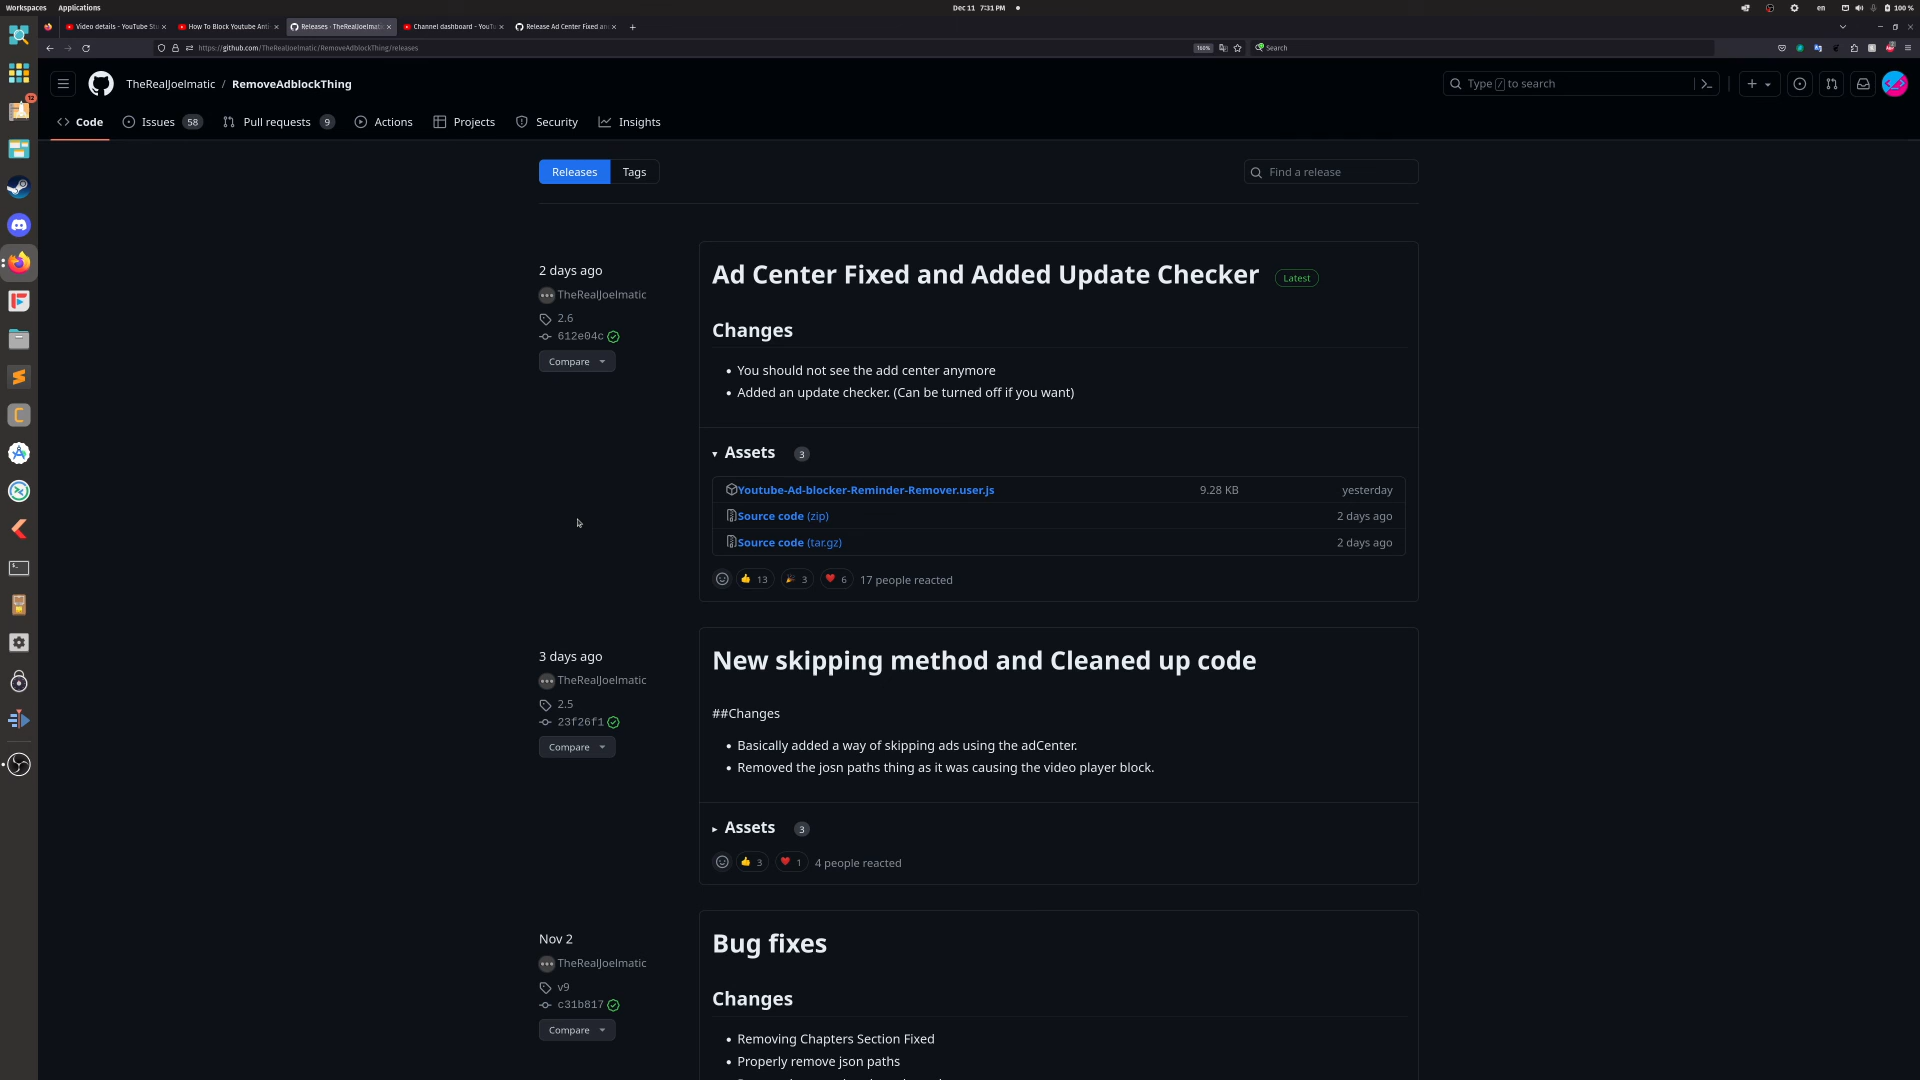 Workspaces Applications
Dec 11 7:31 PM
en 100 %
Video details - YouTube Stu
How To Block Youtube Anti
Releases · TheRealJoelmatic
Channel dashboard - YouTu
Release Ad Center Fixed an
https://github.com/TheRealJoelmatic/RemoveAdblockThing/releases
160%
Search
TheRealJoelmatic / RemoveAdblockThing
Type / to search
Code
Issues 58
Pull requests 9
Actions
Projects
Security
Insights
Releases Tags
Find a release
2 days ago
TheRealJoelmatic
2.6
612e04c
Compare
Ad Center Fixed and Added Update Checker Latest
Changes
• You should not see the add center anymore
• Added an update checker. (Can be turned off if you want)
Assets 3
Youtube-Ad-blocker-Reminder-Remover.user.js 9.28 KB yesterday
Source code (zip) 2 days ago
Source code (tar.gz) 2 days ago
13 3 6 17 people reacted
3 days ago
TheRealJoelmatic
2.5
23f26f1
Compare
New skipping method and Cleaned up code
##Changes
• Basically added a way of skipping ads using the adCenter.
• Removed the josn paths thing as it was causing the video player block.
Assets 3
3 1 4 people reacted
Nov 2
TheRealJoelmatic
v9
c31b817
Compare
Bug fixes
Changes
• Removing Chapters Section Fixed
• Properly remove json paths